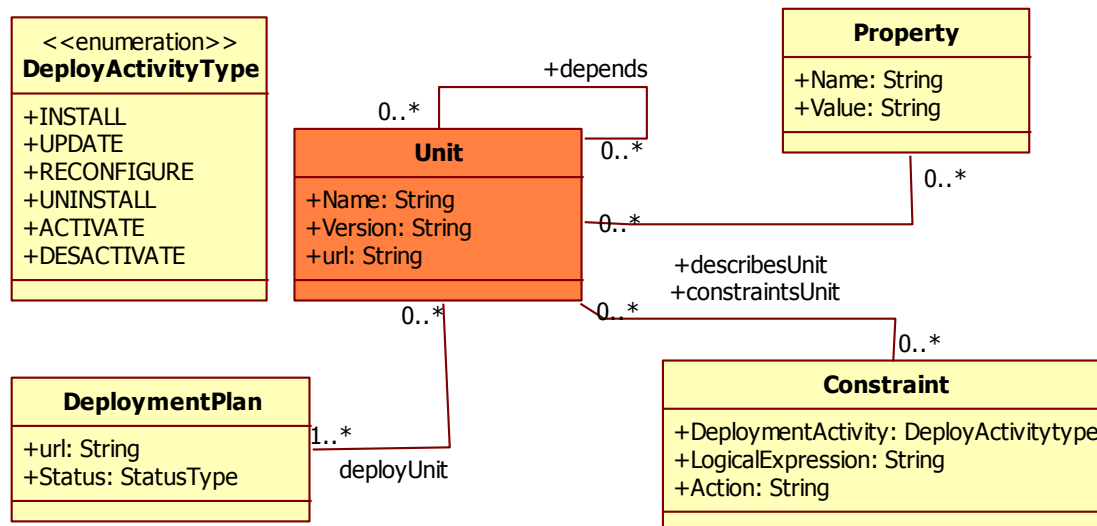 <<enumeration>>
DeployActivityType
+INSTALL
+UPDATE
+RECONFIGURE
+UNINSTALL
+ACTIVATE
+DESACTIVATE
+depends
0..*
0..*
Unit
+Name: String
+Version: String
+url: String
Property
+Name: String
+Value: String
0..*
0..*
+describesUnit
+constraintsUnit
0..*
0..*
0..*
DeploymentPlan
+url: String
+Status: StatusType
1..*
deployUnit
Constraint
+DeploymentActivity: DeployActivitytype
+LogicalExpression: String
+Action: String